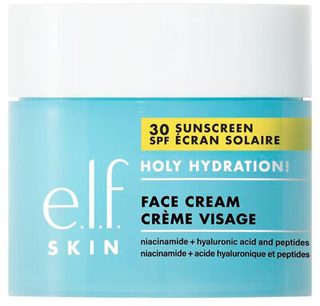 30 SUNSCREEN
SPF ÉCRAN SOLAIRE
HOLY HYDRATION!
e.l.f.
SKIN
FACE CREAM
CRÈME VISAGE
niacinamide + hyaluronic acid and peptides
niacinamide + acide hyaluronique et peptides